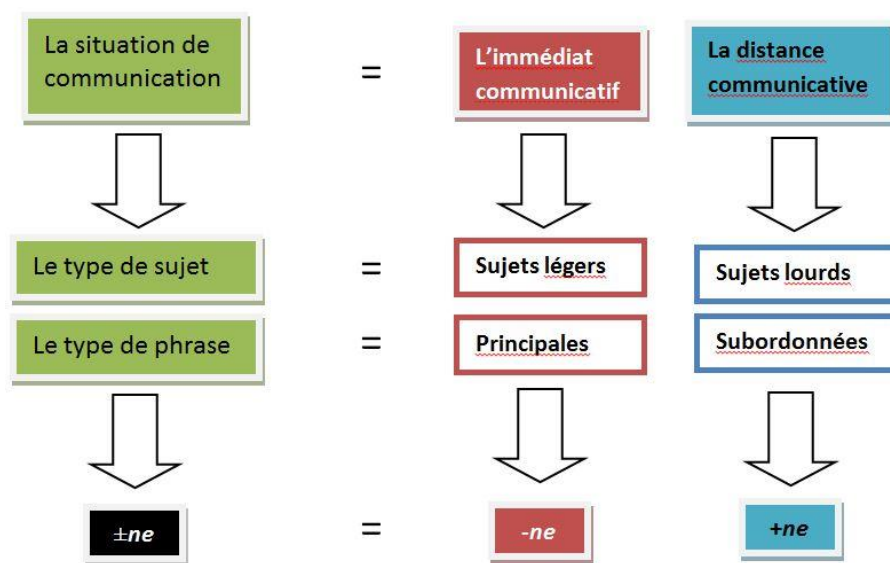 La situation de
communication
=
L'immédiat
communicatif
La distance
communicative
Le type de sujet
=
Sujets légers
Sujets lourds
Le type de phrase
=
Principales
Subordonnées
±ne
=
-ne
+ne